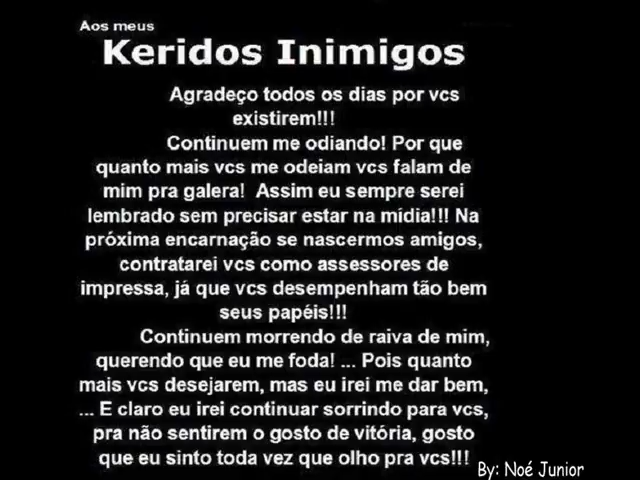 Aos meus
Keridos Inimigos
Agradeço todos os dias por vcs
existirem!!!
Continuem me odiando! Por que
quanto mais vcs me odeiam vcs falam de
mim pra galera! Assim eu sempre serei
lembrado sem precisar estar na mídia!!! Na
próxima encarnação se nascermos amigos,
contratarei vcs como assessores de
impressa, já que vcs desempenham tão bem
seus papéis!!!
Continuem morrendo de raiva de mim,
querendo que eu me foda! ... Pois quanto
mais vcs desejarem, mas eu irei me dar bem,
... E claro eu irei continuar sorrindo para vcs,
pra não sentirem o gosto de vitória, gosto
que eu sinto toda vez que olho pra vcs!!!
By: Noé Junior